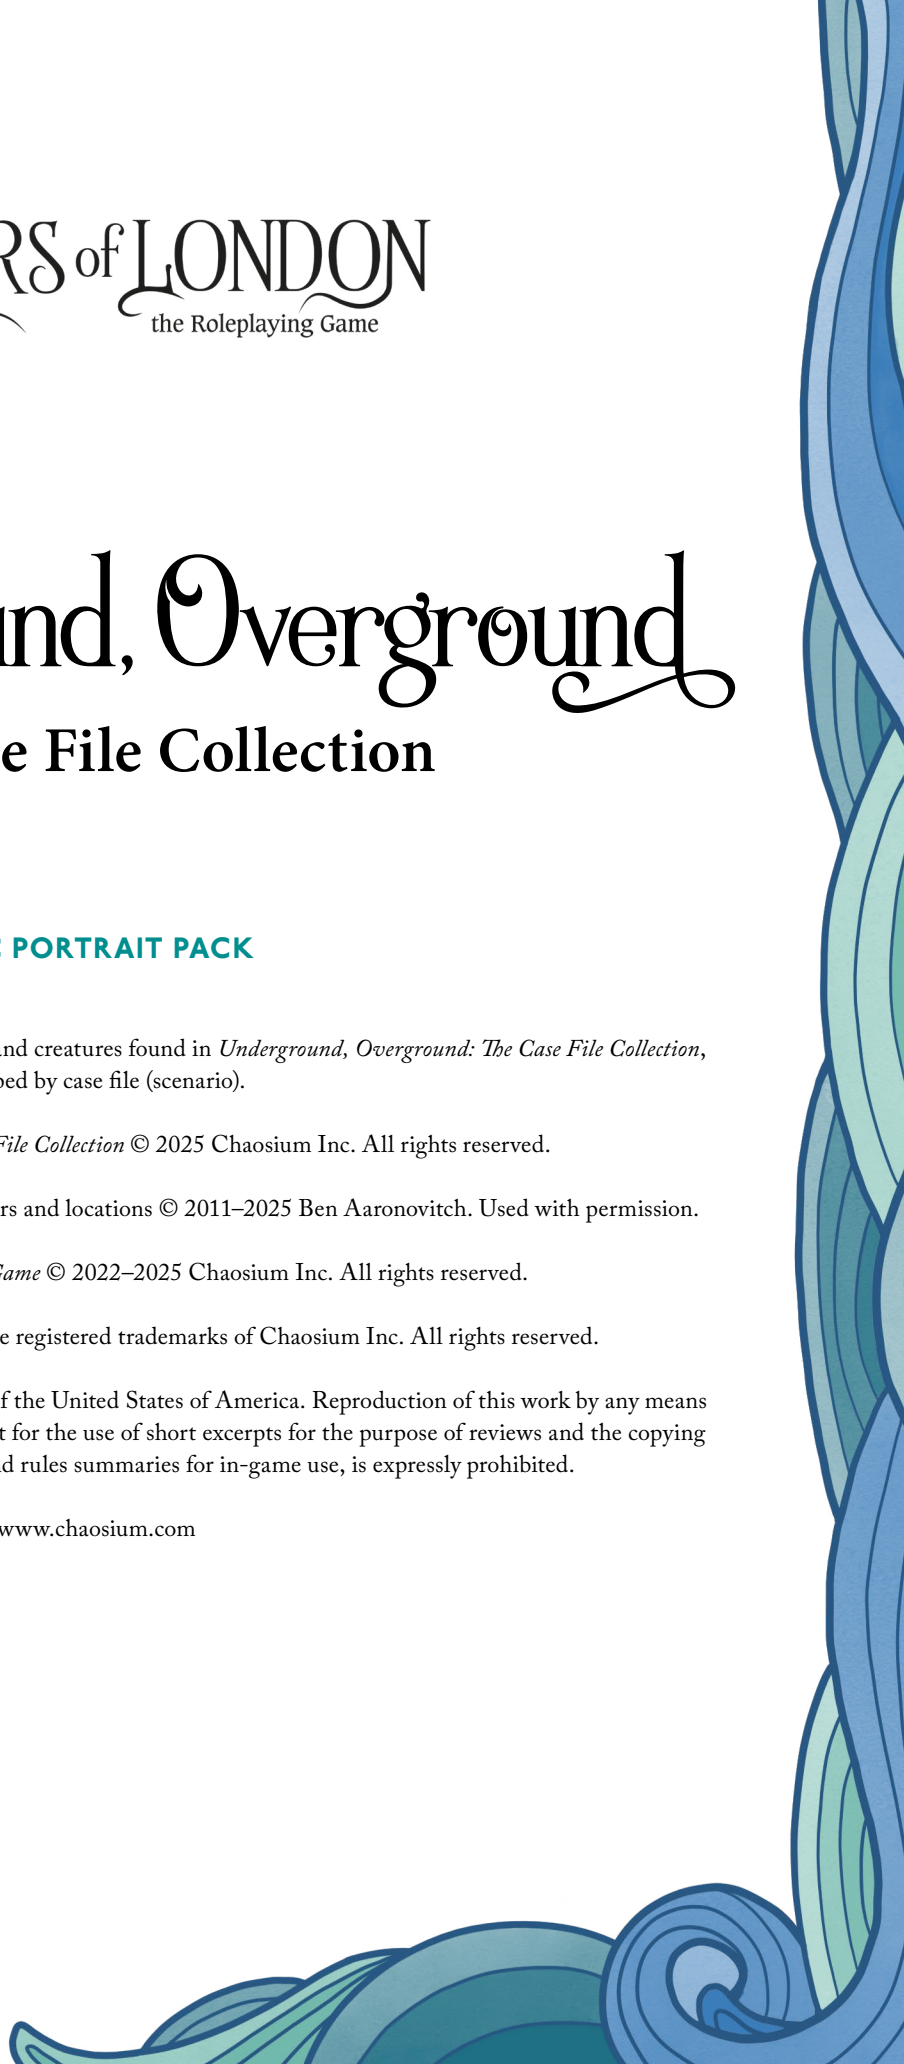 RS of LONDON
the Roleplaying Game
und, Overground
e File Collection
PORTRAIT PACK
and creatures found in Underground, Overground: The Case File Collection,
ped by case file (scenario).
File Collection © 2025 Chaosium Inc. All rights reserved.
rs and locations © 2011–2025 Ben Aaronovitch. Used with permission.
Game © 2022–2025 Chaosium Inc. All rights reserved.
e registered trademarks of Chaosium Inc. All rights reserved.
f the United States of America. Reproduction of this work by any means
t for the use of short excerpts for the purpose of reviews and the copying
d rules summaries for in-game use, is expressly prohibited.
www.chaosium.com